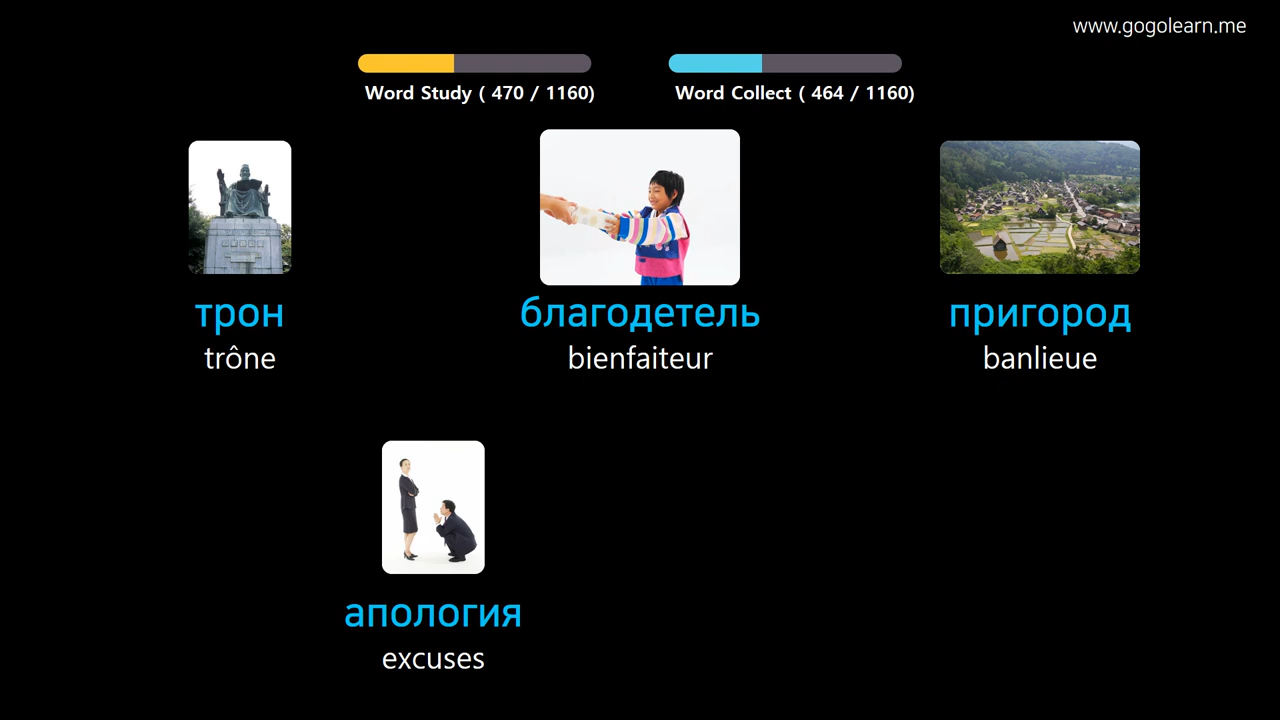 www.gogolearn.me
Word Study ( 470 / 1160)
Word Collect ( 464 / 1160)
трон
trône
благодетель
bienfaiteur
пригород
banlieue
апология
excuses